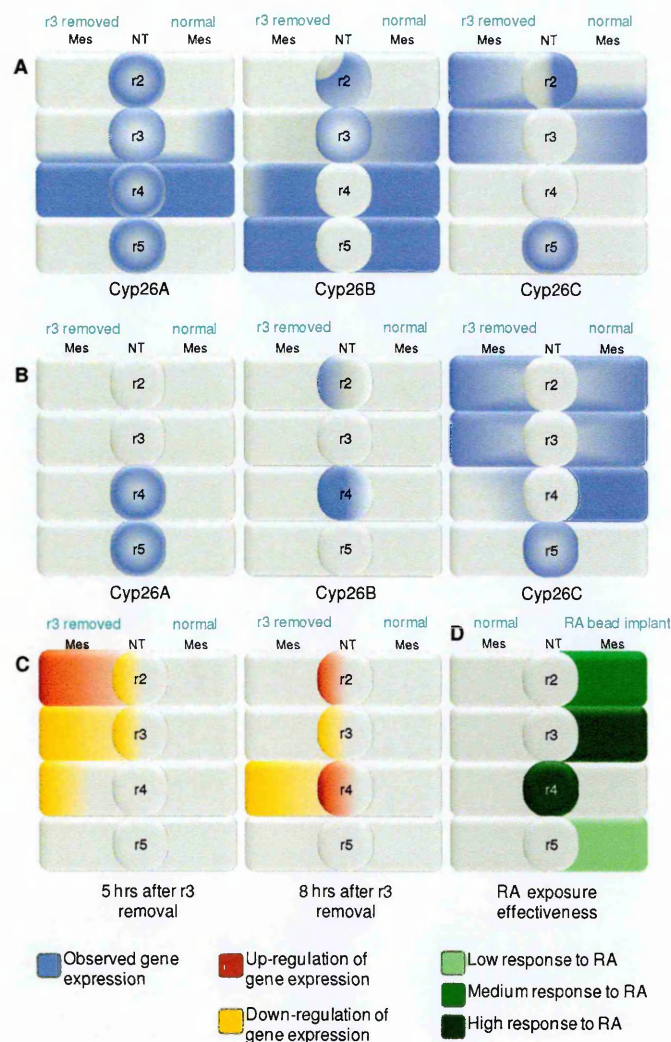 r3 removed normal r3 removed normal r3 removed normal
Mes NT Mes Mes NT Mes Mes NT Mes
A
r2 r2 r2
r3 r3 r3
r4 r4 r4
r5 r5 r5
Cyp26A Cyp26B Cyp26C
r3 removed normal r3 removed normal r3 removed normal
Mes NT Mes Mes NT Mes Mes NT Mes
B
r2 r2 r2
r3 r3 r3
r4 r4 r4
r5 r5 r5
Cyp26A Cyp26B Cyp26C
r3 removed normal r3 removed normal D normal RA bead implant
Mes NT Mes Mes NT Mes Mes NT Mes
C
r2 r2 r2
r3 r3 r3
r4 r4 r4
r5 r5 r5
5 hrs after r3
removal
8 hrs after r3
removal
RA exposure
effectiveness
Observed gene
expression
Up-regulation of
gene expression
Down-regulation of
gene expression
Low response to RA
Medium response to RA
High response to RA